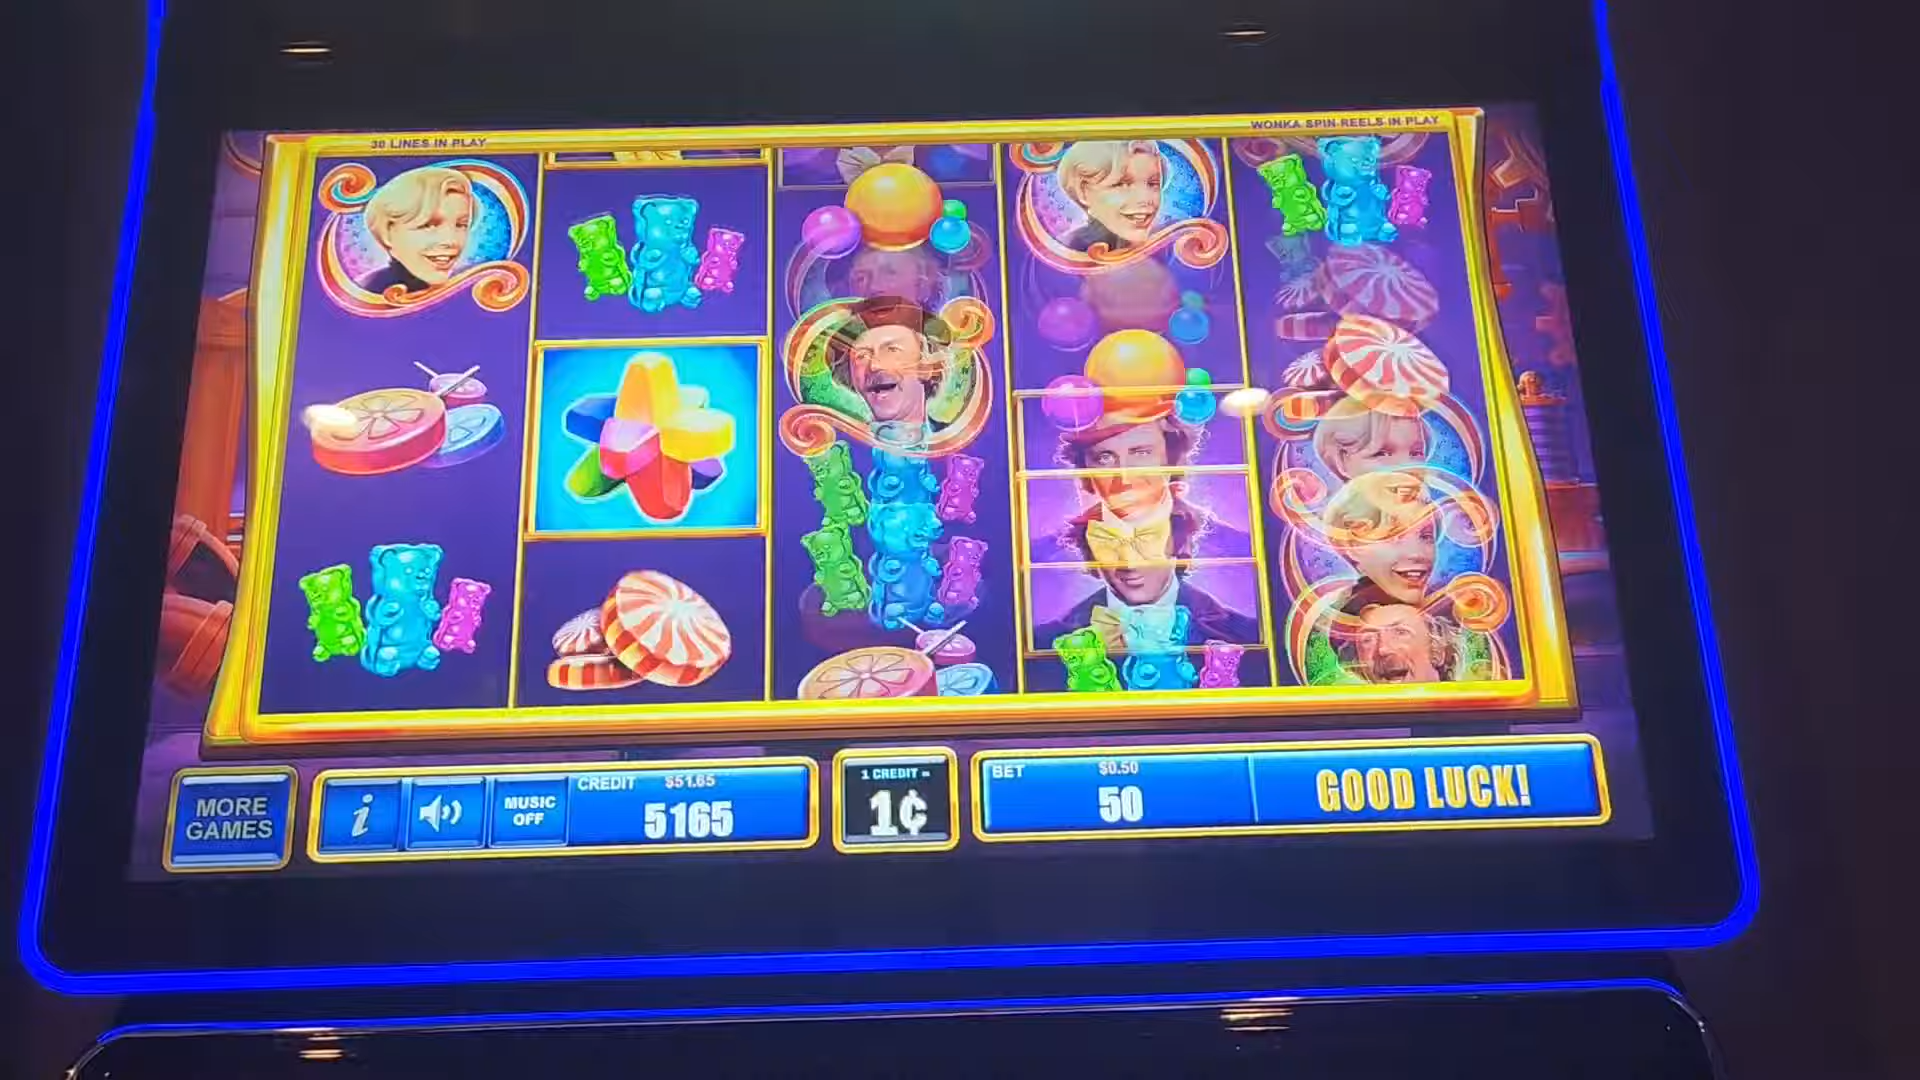 30 LINES IN PLAY
WONKA SPIN REELS IN PLAY
MORE
GAMES
i
MUSIC
OFF
CREDIT $51.65
5165
1 CREDIT =
1¢
BET $0.50
50
GOOD LUCK!